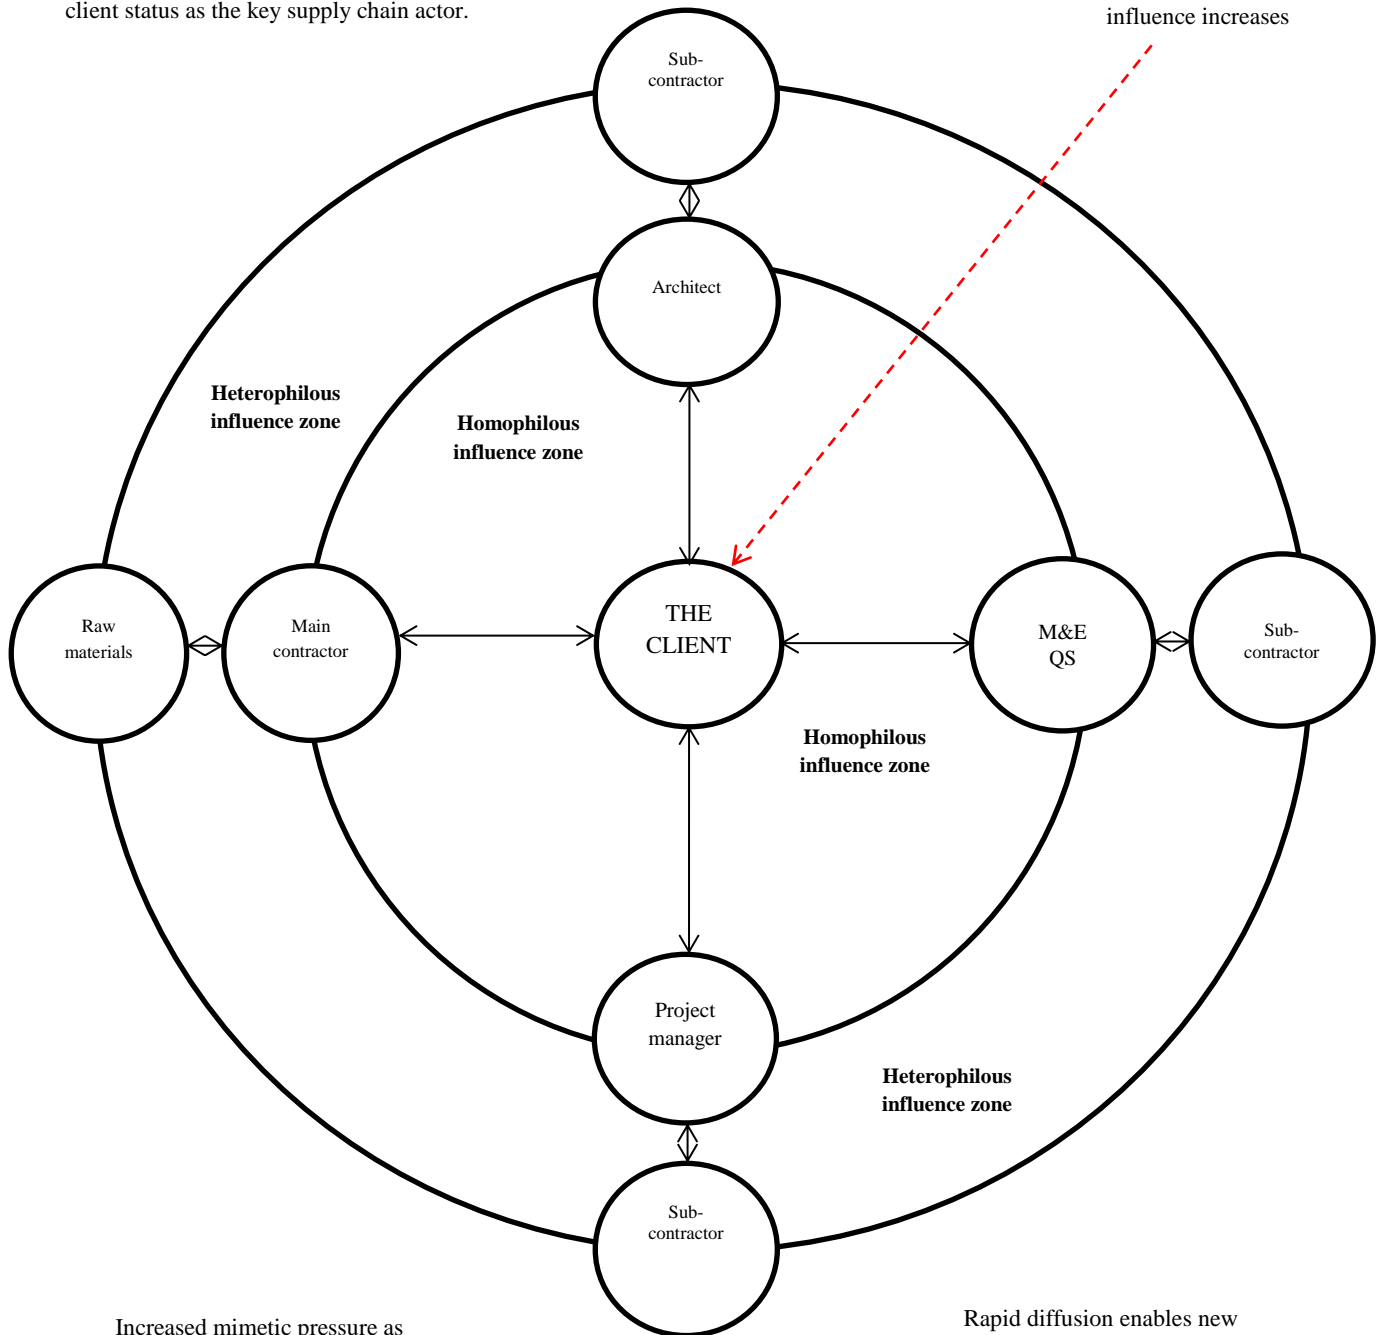 client status as the key supply chain actor.
influence increases
Sub-
contractor
Architect
Heterophilous
influence zone
Homophilous
influence zone
Raw
materials
Main
contractor
THE
CLIENT
M&E
QS
Sub-
contractor
Homophilous
influence zone
Project
manager
Heterophilous
influence zone
Sub-
contractor
Increased mimetic pressure as
Rapid diffusion enables new